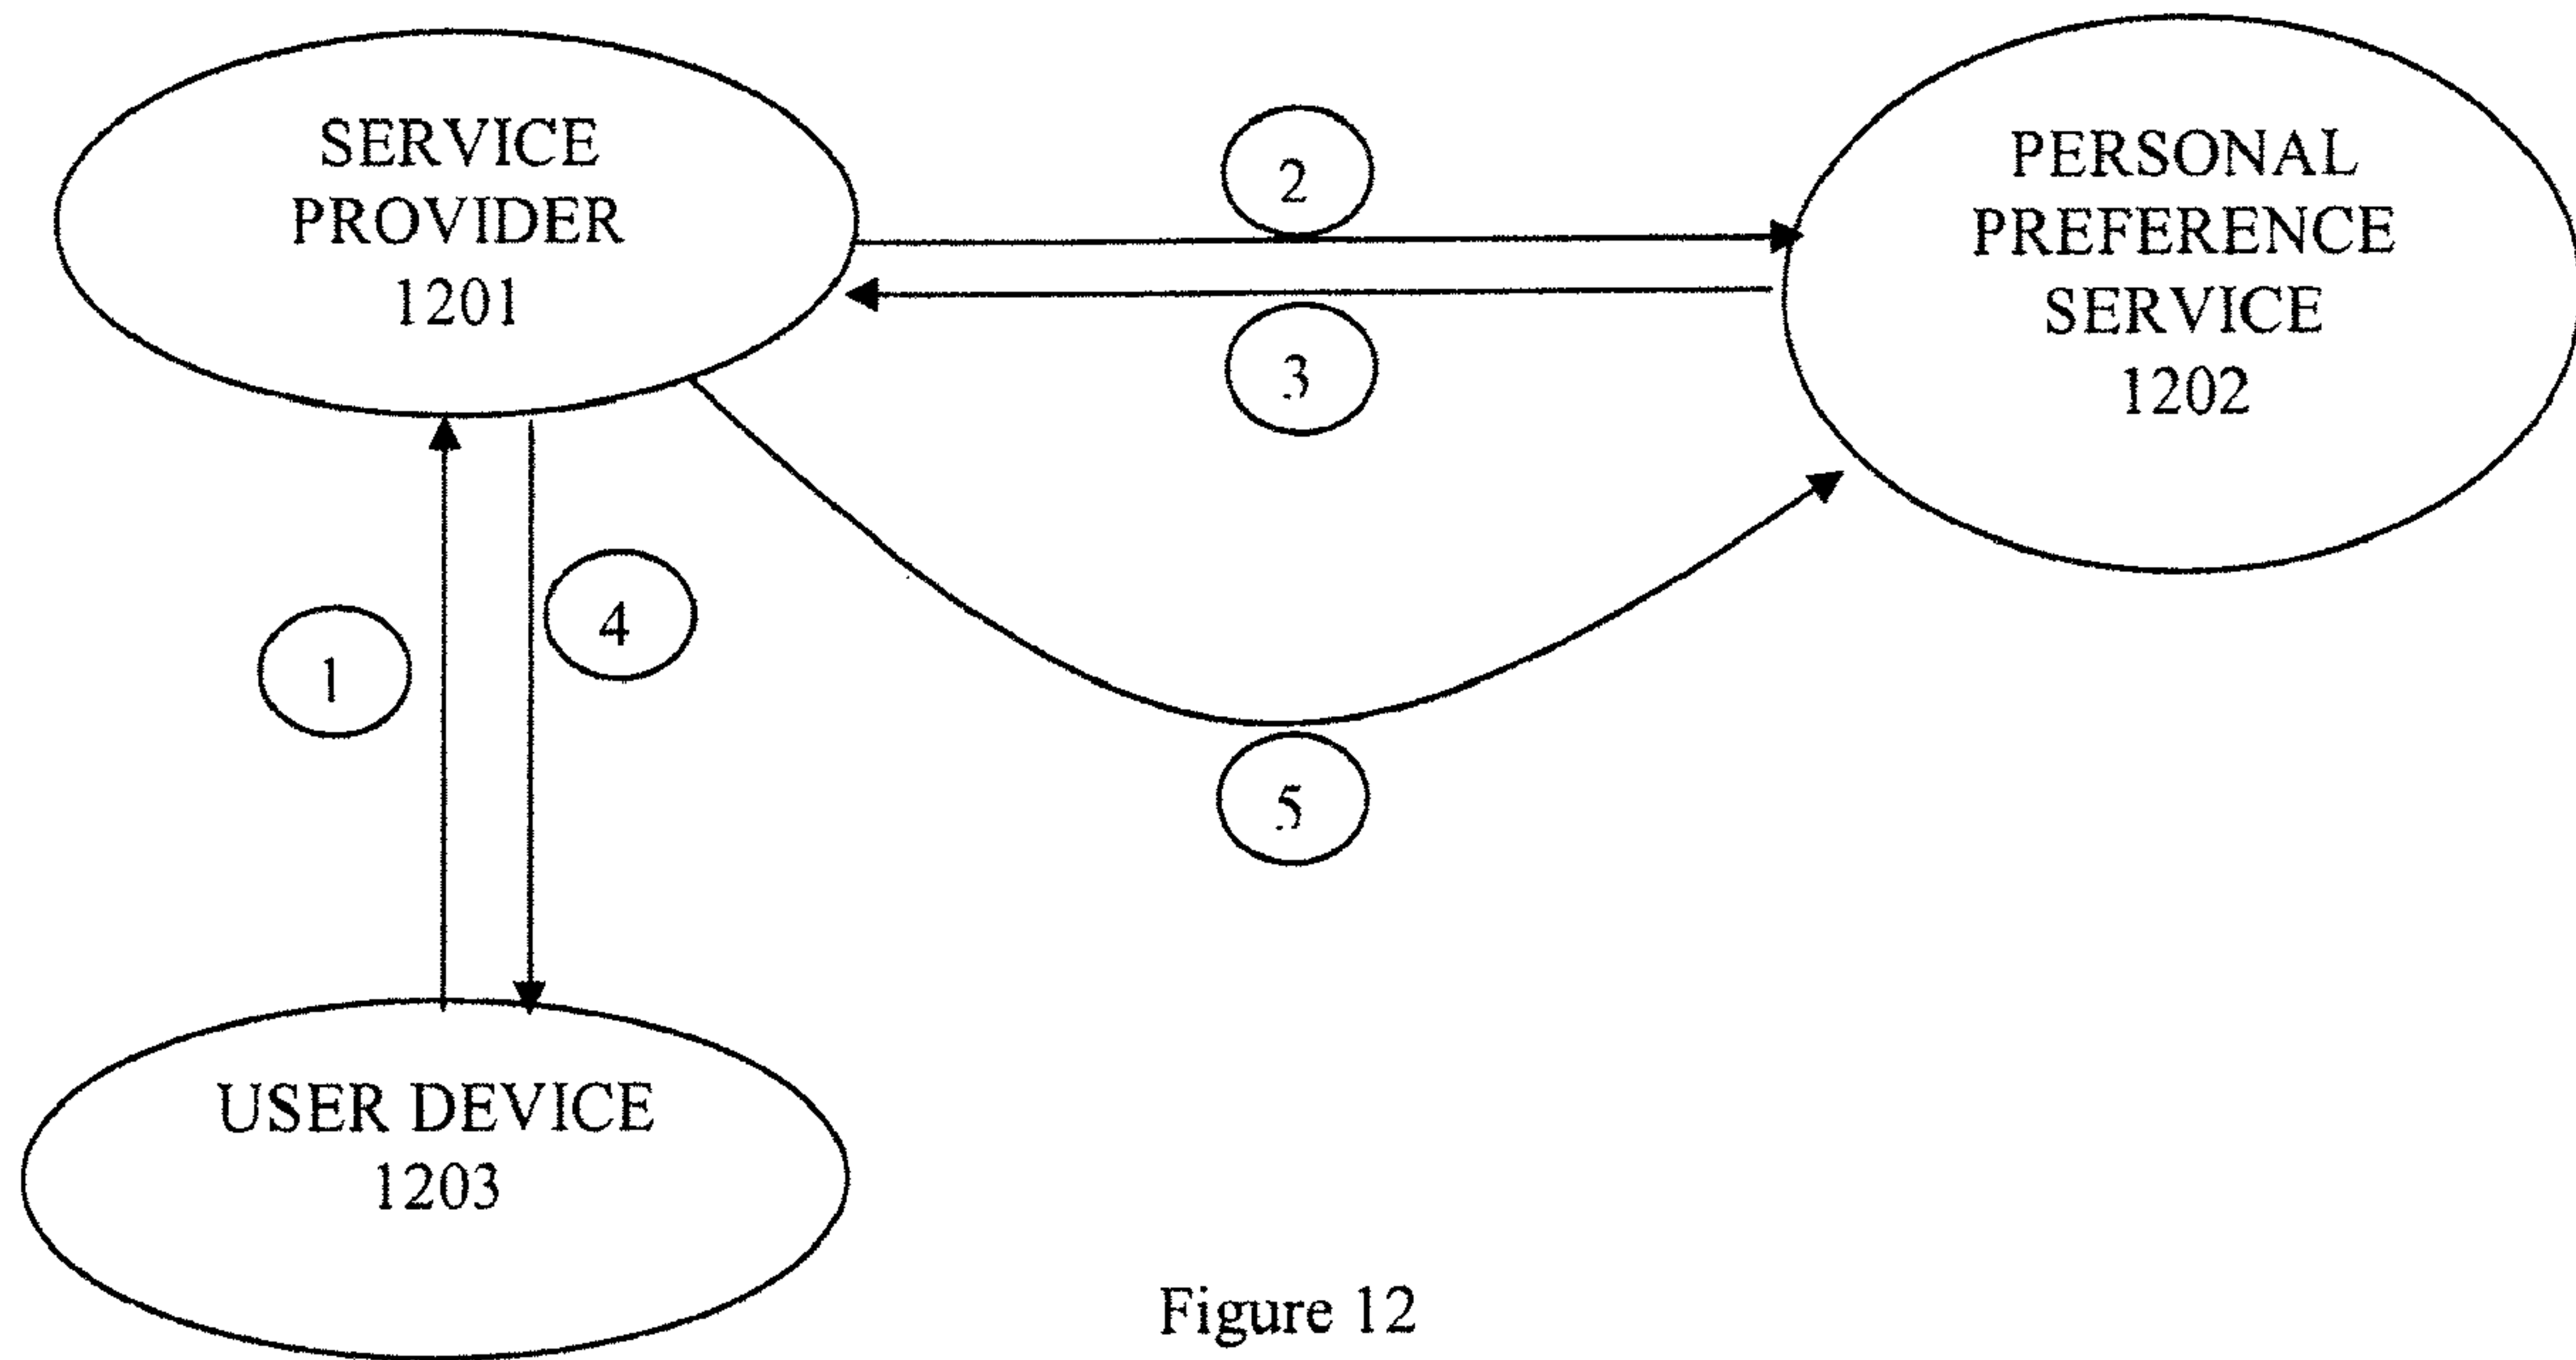 SERVICE
PROVIDER
1201
2
3
PERSONAL
PREFERENCE
SERVICE
1202
1
4
5
USER DEVICE
1203
Figure 12